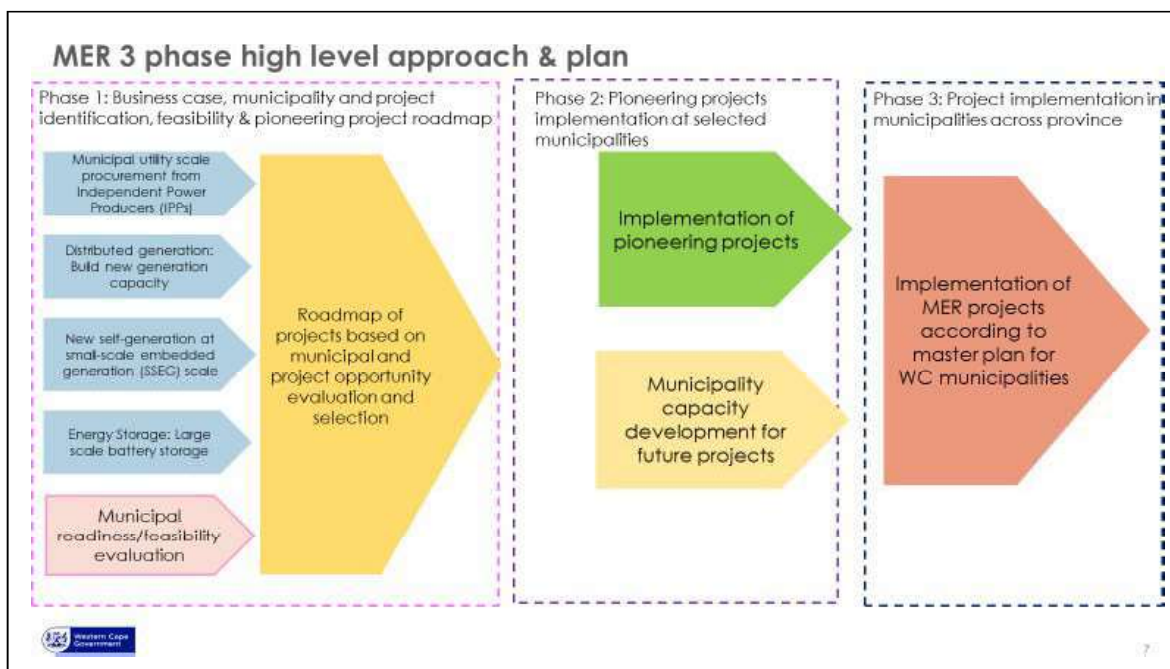 MER 3 phase high level approach & plan
Phase 1: Business case, municipality and project
identification, feasibility & pioneering project roadmap
Municipal utility scale
procurement from
Independent Power
Producers (IPPs)
Distributed generation:
Build new generation
capacity
New self-generation at
small-scale embedded
generation (SSEG) scale
Energy Storage: Large
scale battery storage
Municipal
readiness/feasibility
evaluation
Roadmap of
projects based on
municipal and
project opportunity
evaluation and
selection
Phase 2: Pioneering projects
implementation at selected
municipalities
Implementation of
pioneering projects
Municipality
capacity
development for
future projects
Phase 3: Project implementation in
municipalities across province
Implementation of
MER projects
according to
master plan for
WC municipalities
Western Cape
Government
7